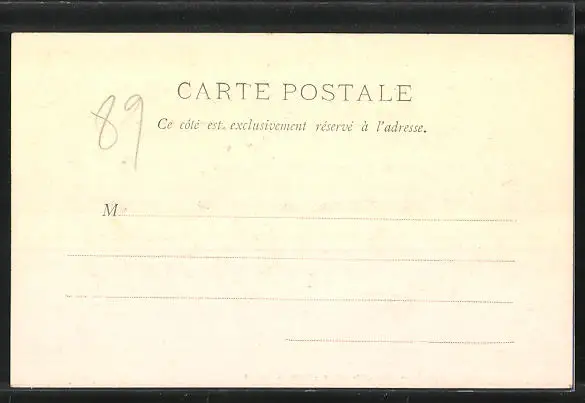 CARTE POSTALE
89
Ce côté est exclusivement réservé à l'adresse.
M